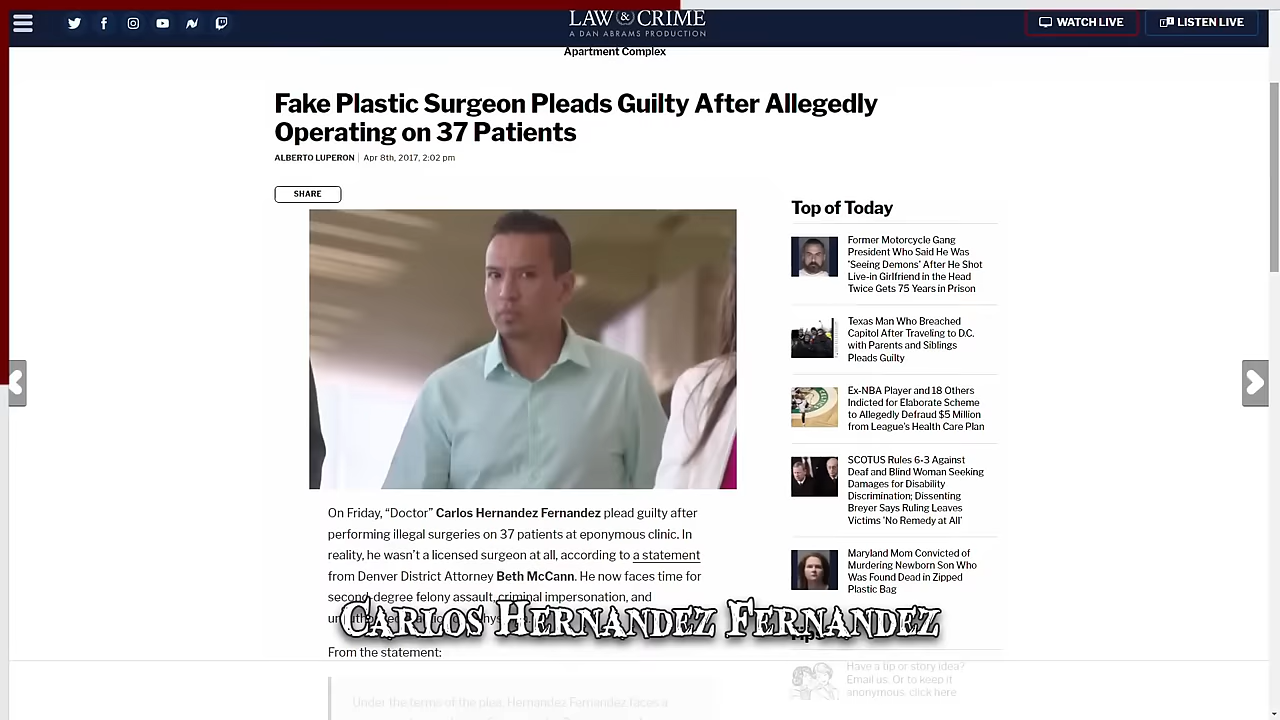 LAW & CRIME
A DAN ABRAMS PRODUCTION
WATCH LIVE
LISTEN LIVE
Apartment Complex
Fake Plastic Surgeon Pleads Guilty After Allegedly
Operating on 37 Patients
ALBERTO LUPERON | Apr 8th, 2017, 2:02 pm
SHARE
On Friday, “Doctor” Carlos Hernandez Fernandez plead guilty after
performing illegal surgeries on 37 patients at eponymous clinic. In
reality, he wasn’t a licensed surgeon at all, according to a statement
from Denver District Attorney Beth McCann. He now faces time for
second-degree felony assault, criminal impersonation, and
CARLOS HERNANDEZ FERNANDEZ
From the statement:
Under the terms of the plea, Hernandez Fernandez faces a
Top of Today
Former Motorcycle Gang
President Who Said He Was
‘Seeing Demons’ After He Shot
Live-in Girlfriend in the Head
Twice Gets 75 Years in Prison
Texas Man Who Breached
Capitol After Traveling to D.C.
with Parents and Siblings
Pleads Guilty
Ex-NBA Player and 18 Others
Indicted for Elaborate Scheme
to Allegedly Defraud $5 Million
from League’s Health Care Plan
SCOTUS Rules 6-3 Against
Deaf and Blind Woman Seeking
Damages for Disability
Discrimination; Dissenting
Breyer Says Ruling Leaves
Victims ‘No Remedy at All’
Maryland Mom Convicted of
Murdering Newborn Son Who
Was Found Dead in Zipped
Plastic Bag
Have a tip or story idea?
Email us. Or to keep it
anonymous, click here